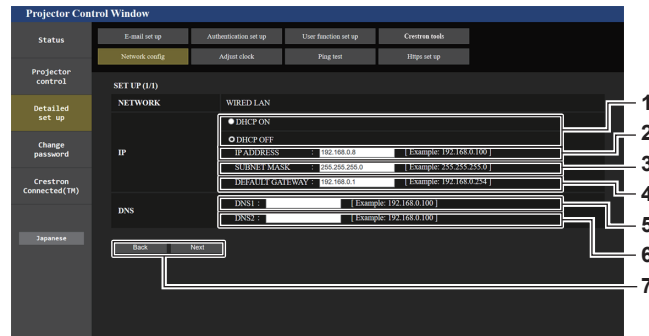 Projector Control Window
Status
E-mail set up
Authentication set up
User function set up
Crestron tools
Network config
Adjust clock
Ping test
Https set up
Projector
control
Detailed
set up
Change
password
Crestron
Connected(TM)
Japanese
SET UP (1/1)
NETWORK WIRED LAN
IP
DHCP ON
DHCP OFF
IP ADDRESS : 192.168.0.8 [ Example: 192.168.0.100 ]
SUBNET MASK : 255.255.255.0 [ Example: 255.255.255.0 ]
DEFAULT GATEWAY : 192.168.0.1 [ Example: 192.168.0.254 ]
DNS
DNS1 : [ Example: 192.168.0.100 ]
DNS2 : [ Example: 192.168.0.100 ]
Back Next
1
2
3
4
5
6
7